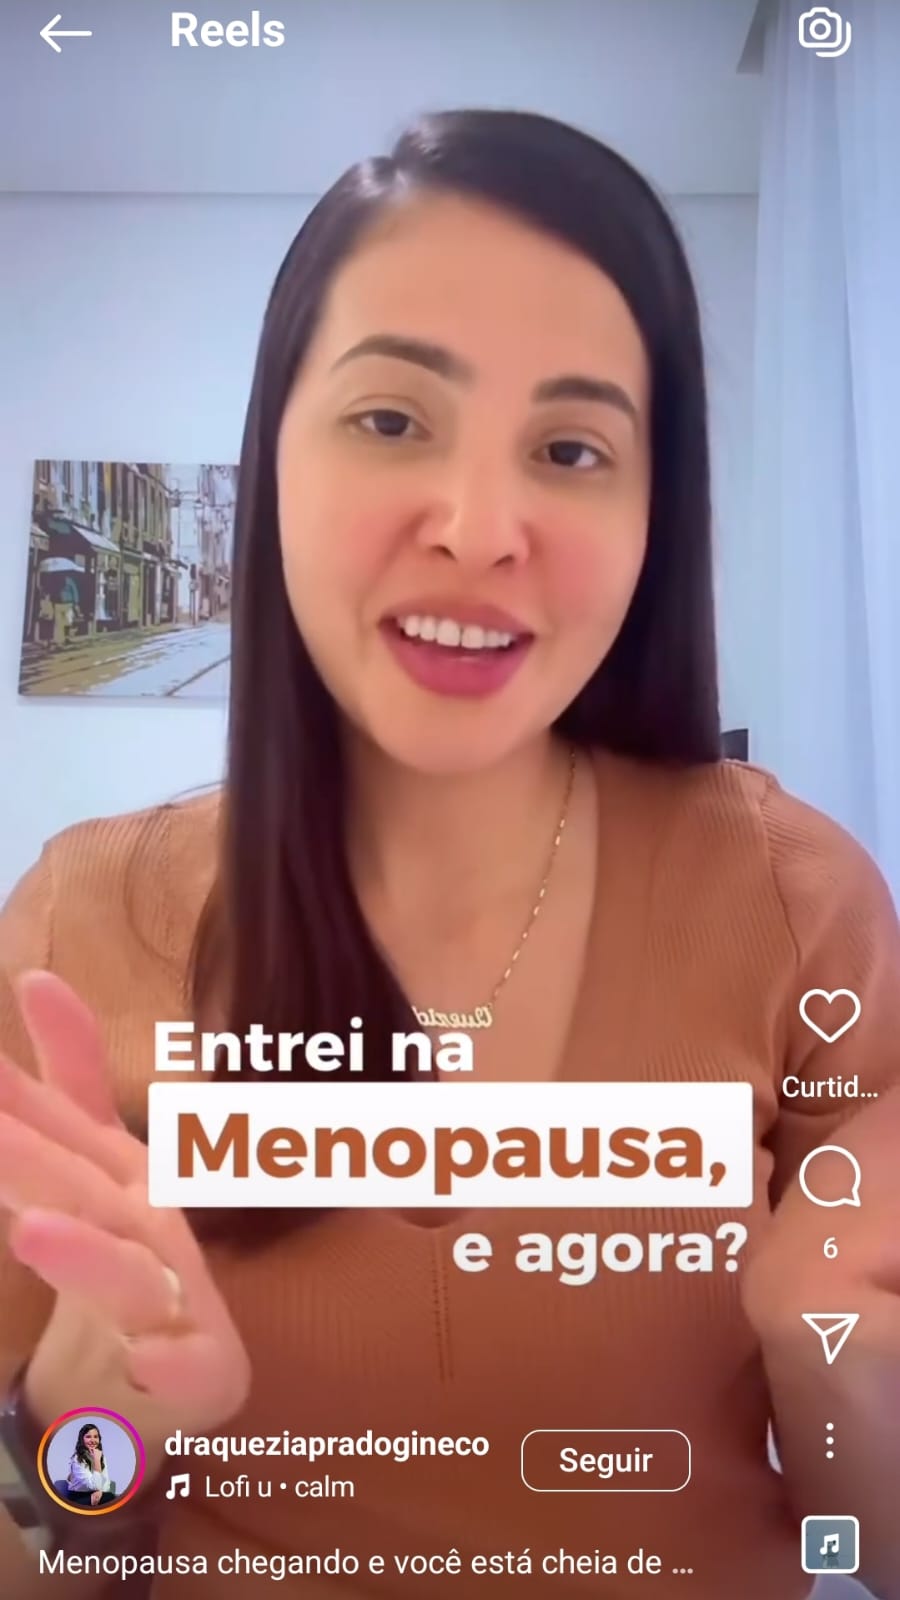 Reels
Entrei na
Menopausa,
e agora?
Curtid...
6
draqueziapradogineco
Seguir
Lofi u • calm
Menopausa chegando e você está cheia de ...